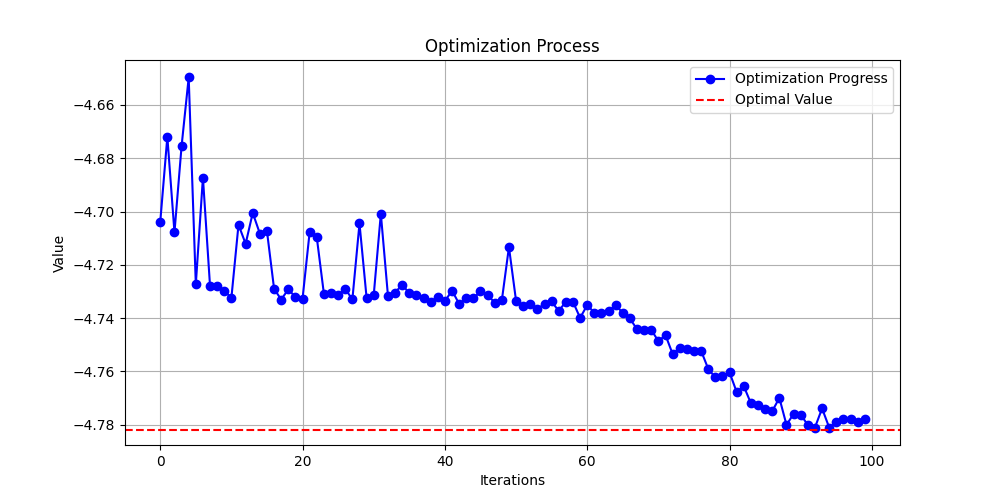 Optimization Process
Optimization Progress
Optimal Value
−4.66
−4.68
−4.70
−4.72
−4.74
−4.76
−4.78
Value
0
20
40
60
80
100
Iterations